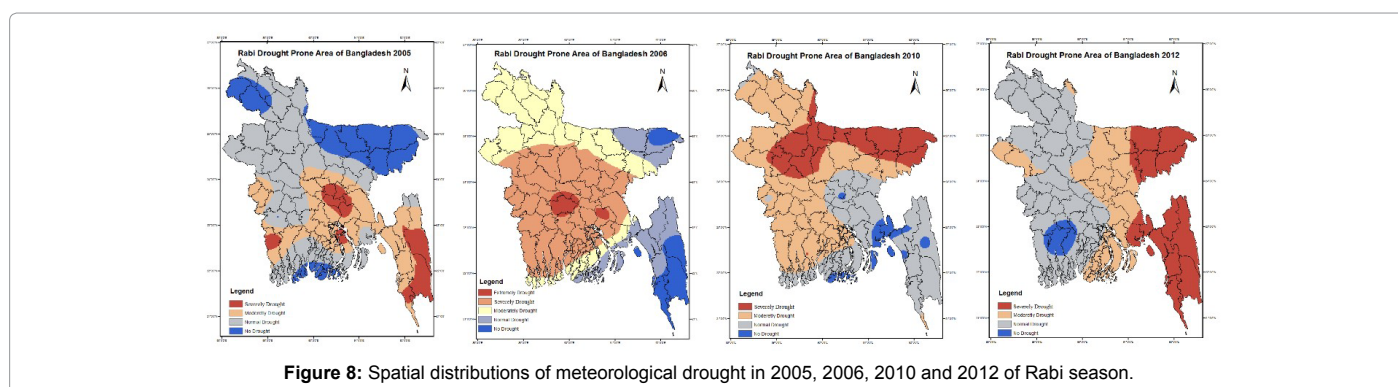 Rabi Drought Prone Area of Bangladesh 2005
N
Legend
Severely Drought
Moderetly Drought
Normal Drought
No Drought
Rabi Drought Prone Area of Bangladesh 2006
N
Legend
Extremely Drought
Severely Drought
Moderately Drought
Normal Drought
No Drought
Rabi Drought Prone Area of Bangladesh 2010
N
Legend
Severely Drought
Moderetly Drought
Normal Drought
No Drought
Rabi Drought Prone Area of Bangladesh 2012
N
Legend
Severely Drought
Moderetly Drought
Normal Drought
No Drought
Figure 8: Spatial distributions of meteorological drought in 2005, 2006, 2010 and 2012 of Rabi season.